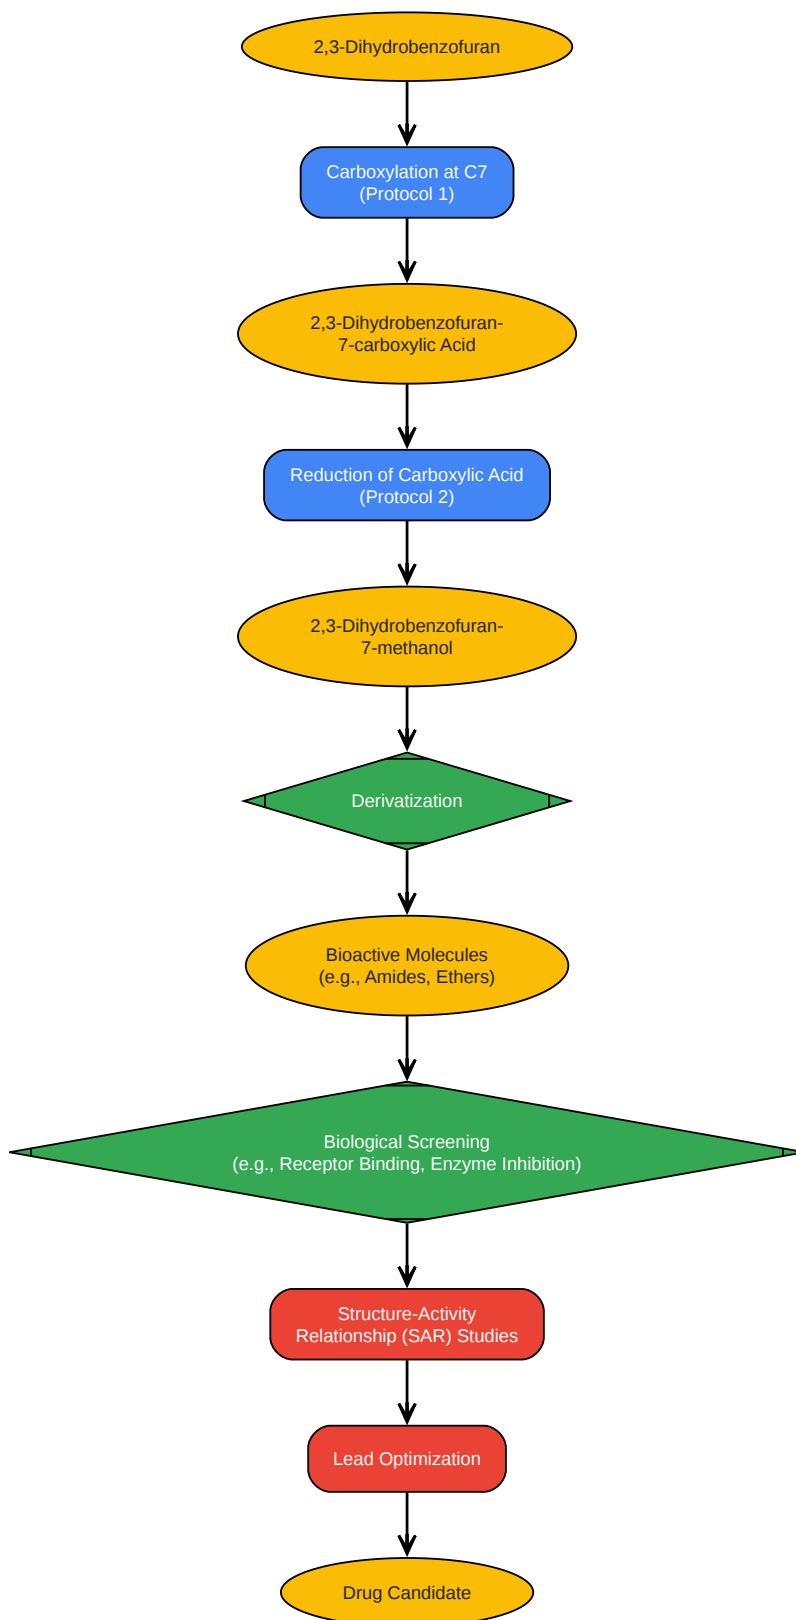 2,3-Dihydrobenzofuran
Carboxylation at C7
(Protocol 1)
2,3-Dihydrobenzofuran-
7-carboxylic Acid
Reduction of Carboxylic Acid
(Protocol 2)
2,3-Dihydrobenzofuran-
7-methanol
Derivatization
Bioactive Molecules
(e.g., Amides, Ethers)
Biological Screening
(e.g., Receptor Binding, Enzyme Inhibition)
Structure-Activity
Relationship (SAR) Studies
Lead Optimization
Drug Candidate